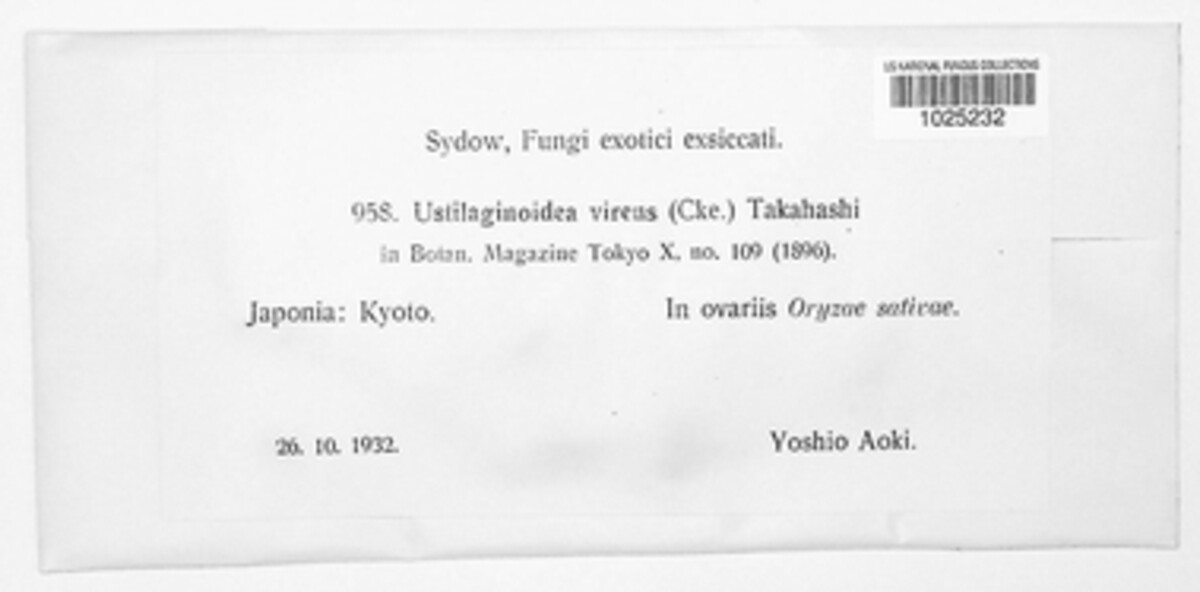 US NATIONAL FUNGUS COLLECTIONS
1025232
Sydow, Fungi exotici exsiccati.
958. Ustilaginoidea virens (Cke.) Takahashi
in Botan. Magazine Tokyo X. no. 109 (1896).
Japonia: Kyoto. In ovariis Oryzae sativae.
26. 10. 1932. Yoshio Aoki.